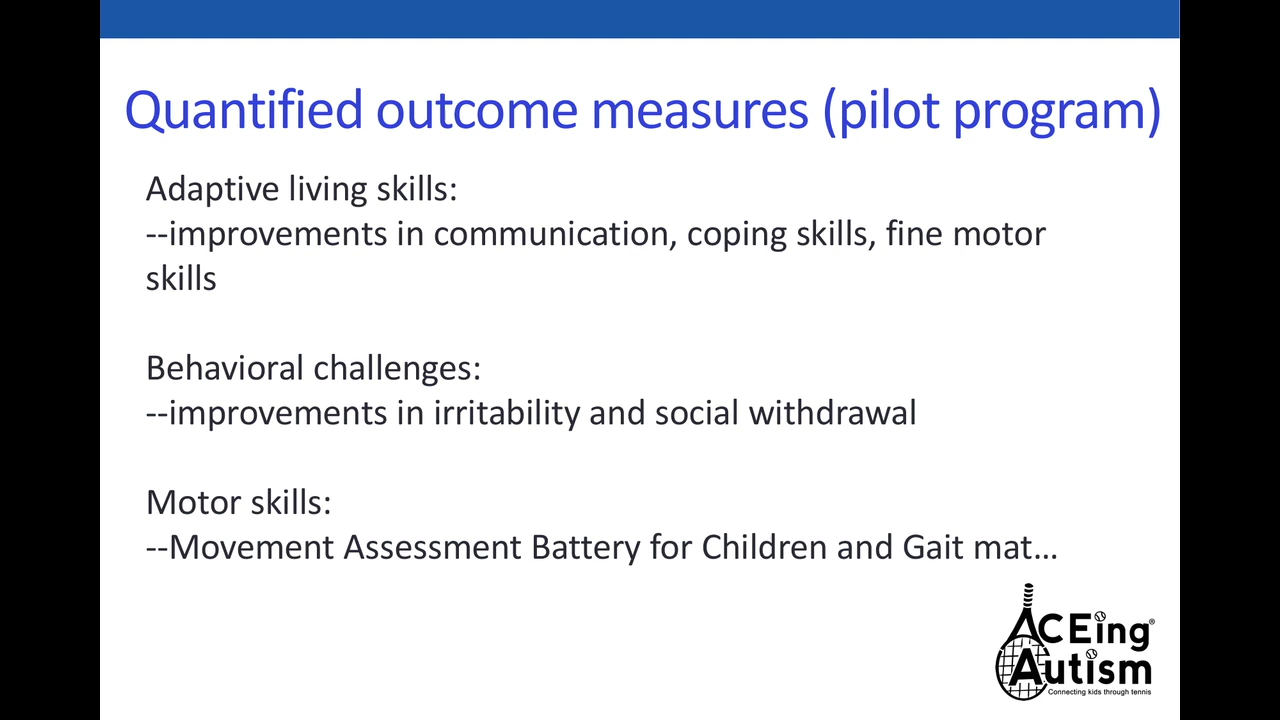 Quantified outcome measures (pilot program)
Adaptive living skills:
--improvements in communication, coping skills, fine motor
skills
Behavioral challenges:
--improvements in irritability and social withdrawal
Motor skills:
--Movement Assessment Battery for Children and Gait mat…
ACEing®
Autism
Connecting kids through tennis